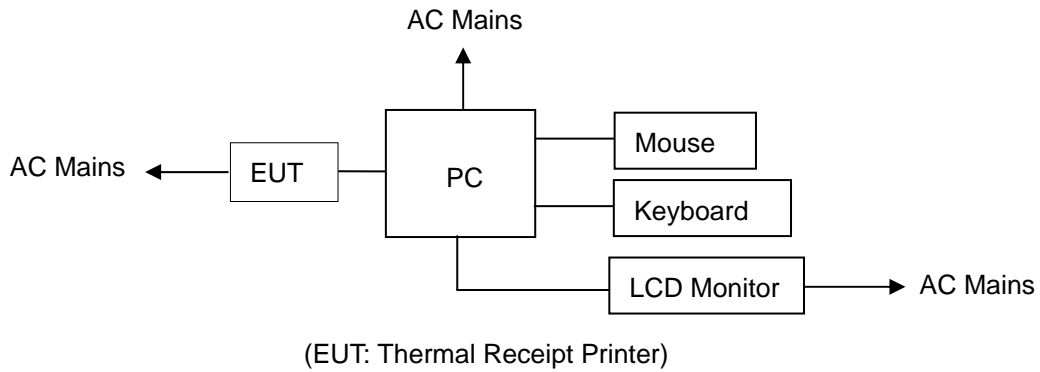 AC Mains
Mouse
AC Mains
EUT
PC
Keyboard
LCD Monitor
AC Mains
(EUT: Thermal Receipt Printer)